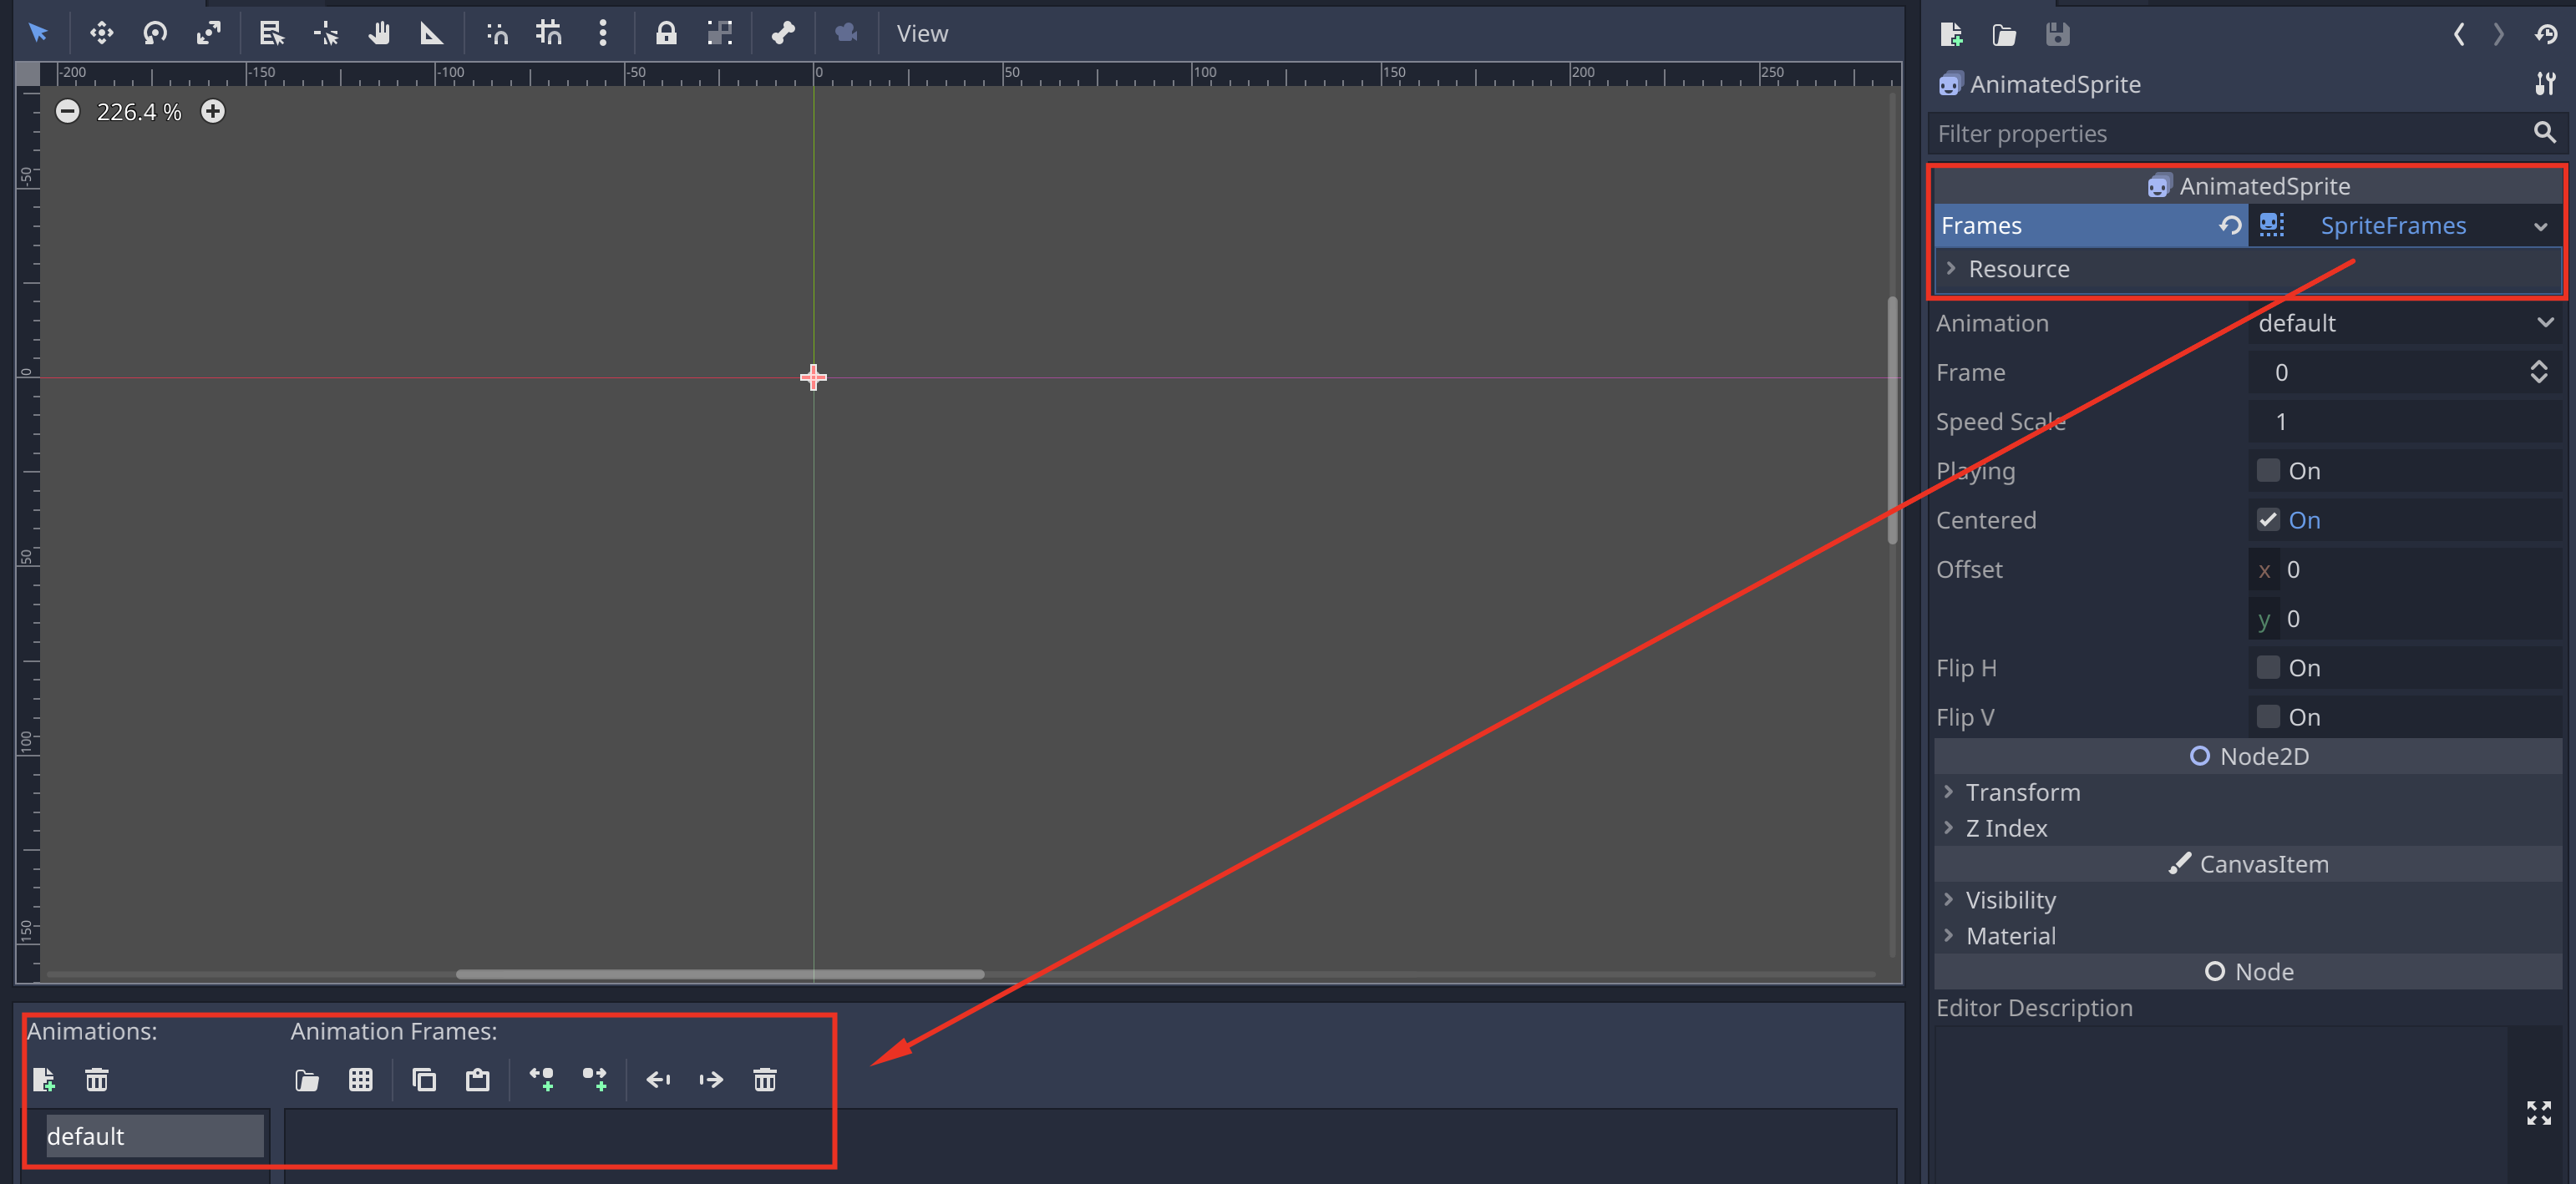 View
-200 -150 -100 -50 0 50 100 150 200 250
226.4 %
-50
0
50
100
150
Animations:
Animation Frames:
default
AnimatedSprite
Filter properties
AnimatedSprite
Frames SpriteFrames
Resource
Animation default
Frame 0
Speed Scale 1
Playing On
Centered On
Offset x 0
y 0
Flip H On
Flip V On
Node2D
Transform
Z Index
CanvasItem
Visibility
Material
Node
Editor Description